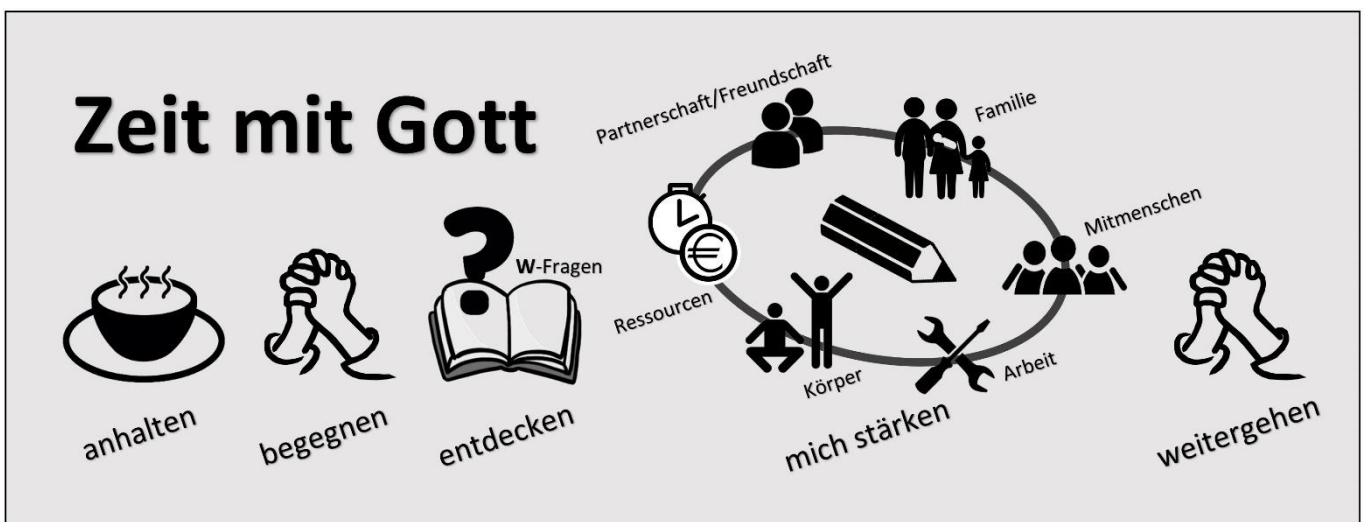 Zeit mit Gott
anhalten
begegnen
W-Fragen
entdecken
Partnerschaft/Freundschaft
Familie
Mitmenschen
Arbeit
Körper
Ressourcen
€
mich stärken
weitergehen